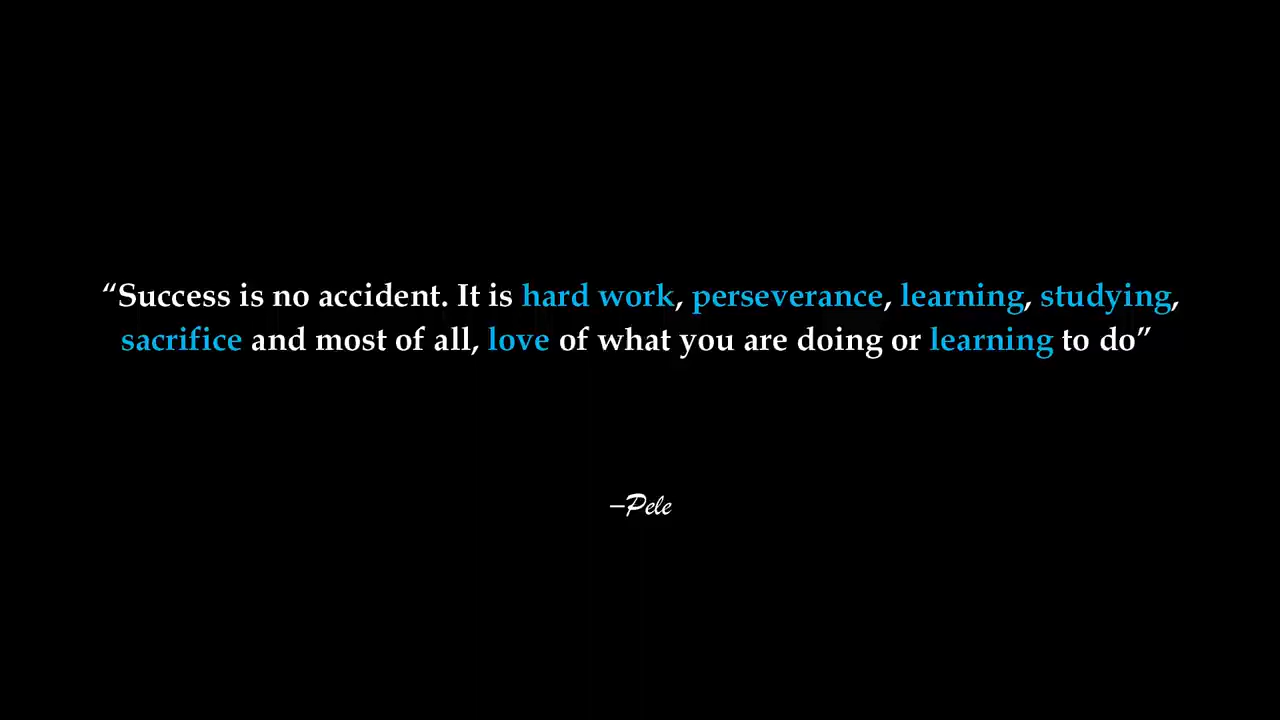 “Success is no accident. It is hard work, perseverance, learning, studying,
sacrifice and most of all, love of what you are doing or learning to do”
–Pele